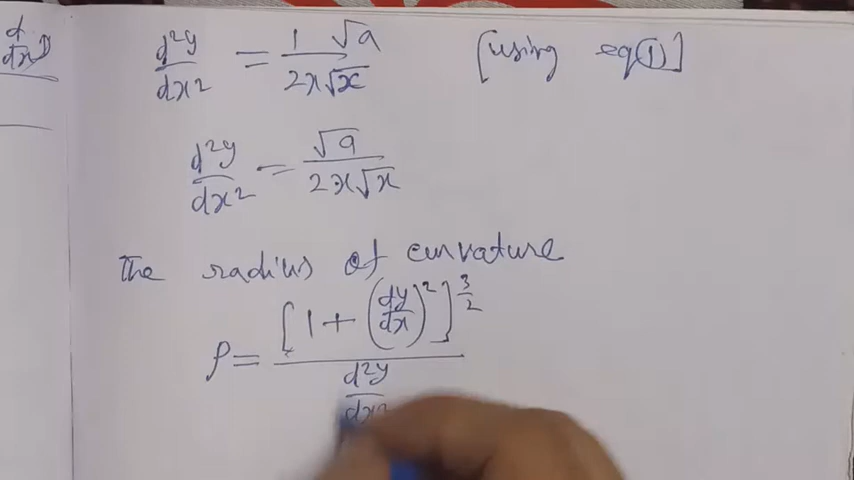 d/dx
d²y/dx² = 1 √a / 2x√x [using eq ①]
d²y/dx² = √a / 2x√x
The radius of curvature
ρ = [1 + (dy/dx)²]^3/2 / d²y/dx²